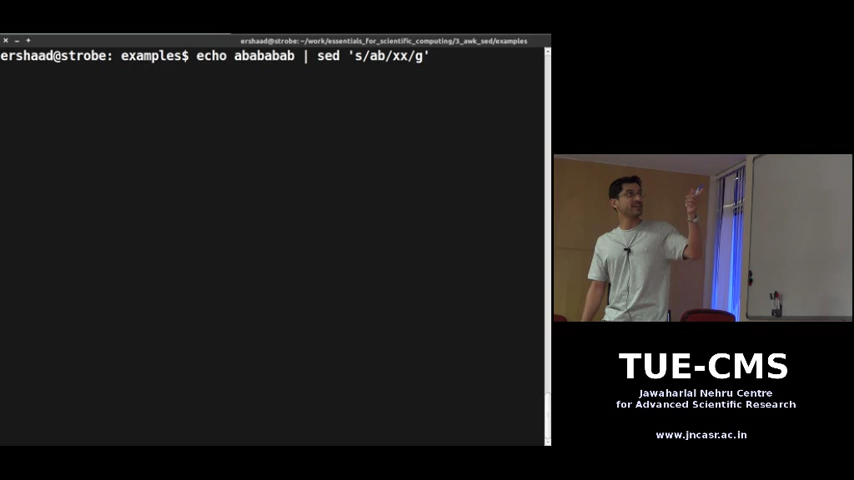 ershaad@strobe: ~/work/essentials_for_scientific_computing/3_awk_sed/examples
ershaad@strobe: examples$ echo abababab | sed 's/ab/xx/g'
TUE-CMS
Jawaharlal Nehru Centre
for Advanced Scientific Research
www.jncasr.ac.in